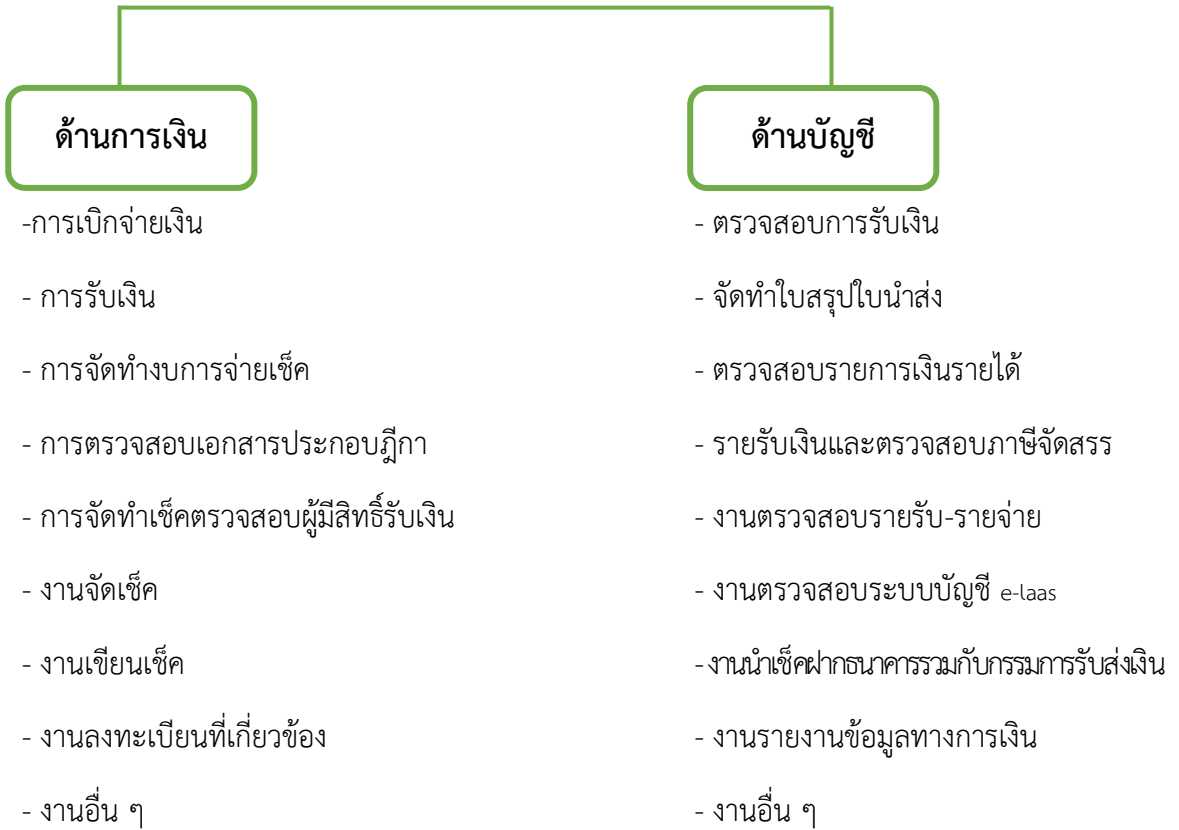 ด้านการเงิน
-การเบิกจ่ายเงิน
- การรับเงิน
- การจัดทำงบการจ่ายเช็ค
- การตรวจสอบเอกสารประกอบฎีกา
- การจัดทำเช็คตรวจสอบผู้มีสิทธิ์รับเงิน
- งานจัดเช็ค
- งานเขียนเช็ค
- งานลงทะเบียนที่เกี่ยวข้อง
- งานอื่น ๆ
ด้านบัญชี
- ตรวจสอบการรับเงิน
- จัดทำใบสรุปใบนำส่ง
- ตรวจสอบรายการเงินรายได้
- รายรับเงินและตรวจสอบภาษีจัดสรร
- งานตรวจสอบรายรับ-รายจ่าย
- งานตรวจสอบระบบบัญชี e-laas
- งานนำเช็คฝากธนาคารรวมกับกรรมการรับส่งเงิน
- งานรายงานข้อมูลทางการเงิน
- งานอื่น ๆ